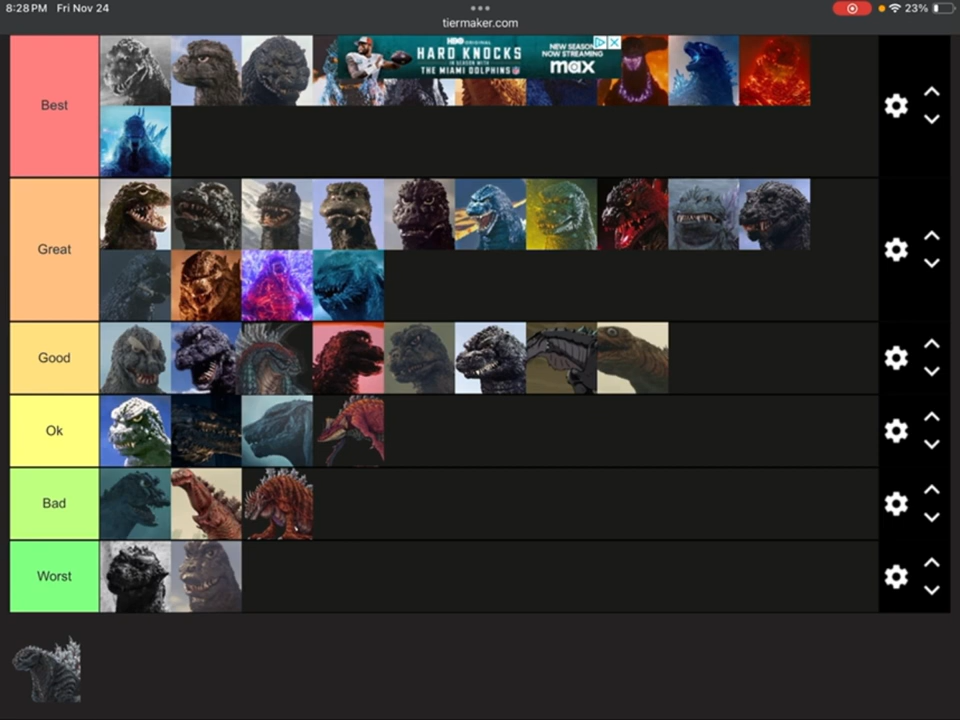 8:28 PM Fri Nov 24
23%
tiermaker.com
Best
HBO ORIGINAL
HARD KNOCKS
IN SEASON WITH
THE MIAMI DOLPHINS
NEW SEASON
NOW STREAMING
max
Great
Good
Ok
Bad
Worst